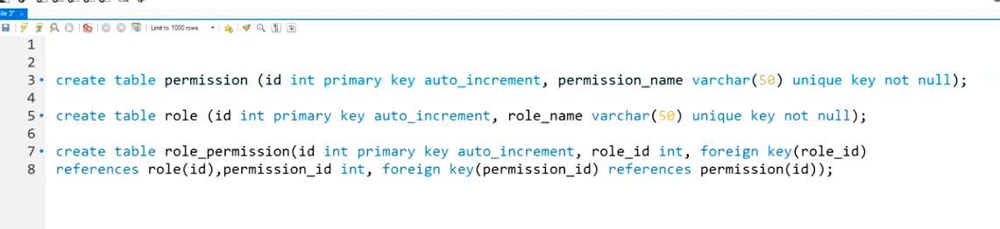 ile 3"
Limit to 1000 rows
1
2
3 create table permission (id int primary key auto_increment, permission_name varchar(50) unique key not null);
4
5 create table role (id int primary key auto_increment, role_name varchar(50) unique key not null);
6
7 create table role_permission(id int primary key auto_increment, role_id int, foreign key(role_id)
8 references role(id),permission_id int, foreign key(permission_id) references permission(id));